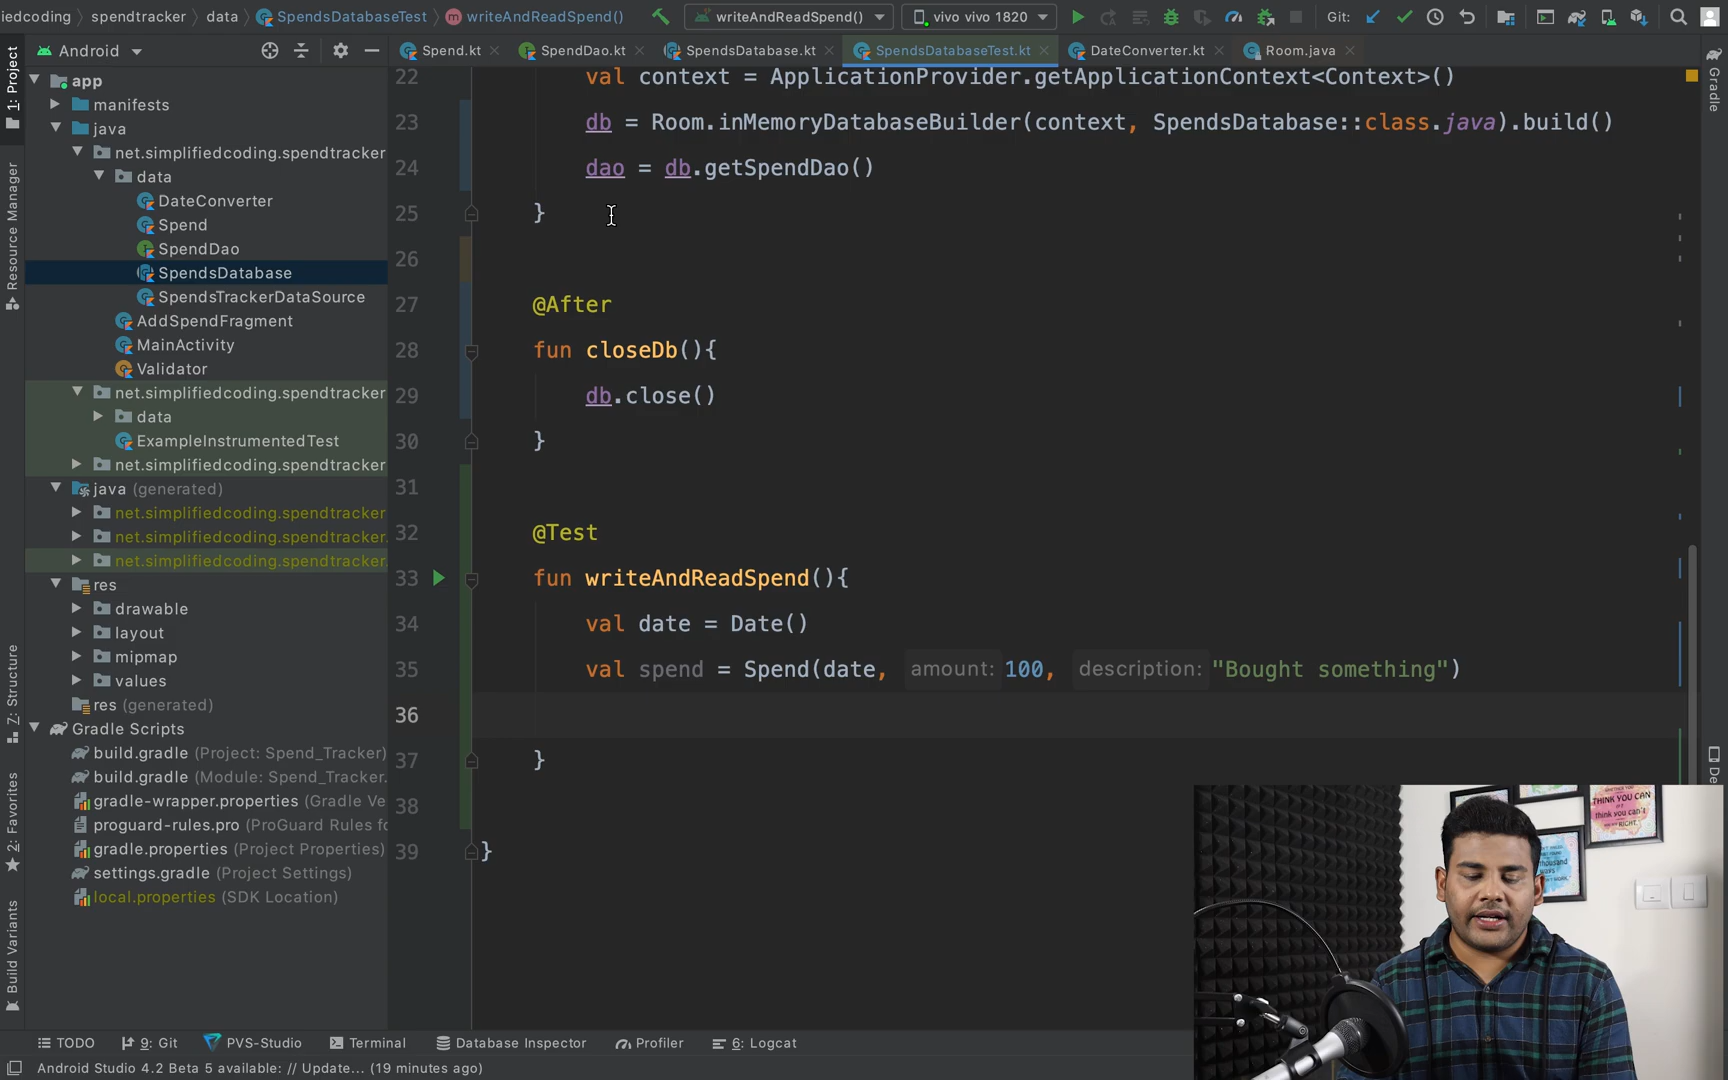 iedcoding spendtracker data SpendsDatabaseTest writeAndReadSpend() writeAndReadSpend() vivo vivo 1820 Git:
1: Project Android Spend.kt SpendDao.kt SpendsDatabase.kt SpendsDatabaseTest.kt DateConverter.kt Room.java Gradle
Resource Manager
7: Structure
2: Favorites
Build Variants
app
manifests
java
net.simplifiedcoding.spendtracker
data
DateConverter
Spend
SpendDao
SpendsDatabase
SpendsTrackerDataSource
AddSpendFragment
MainActivity
Validator
net.simplifiedcoding.spendtracker
data
ExampleInstrumentedTest
net.simplifiedcoding.spendtracker
java (generated)
net.simplifiedcoding.spendtracker
net.simplifiedcoding.spendtracker.
net.simplifiedcoding.spendtracker.
res
drawable
layout
mipmap
values
res (generated)
Gradle Scripts
build.gradle (Project: Spend_Tracker)
build.gradle (Module: Spend_Tracker.
gradle-wrapper.properties (Gradle Ve
proguard-rules.pro (ProGuard Rules fo
gradle.properties (Project Properties)
settings.gradle (Project Settings)
local.properties (SDK Location)
22 val context = ApplicationProvider.getApplicationContext<Context>()
23 db = Room.inMemoryDatabaseBuilder(context, SpendsDatabase::class.java).build()
24 dao = db.getSpendDao()
25 }
26
27 @After
28 fun closeDb(){
29 db.close()
30 }
31
32 @Test
33 fun writeAndReadSpend(){
34 val date = Date()
35 val spend = Spend(date, amount: 100, description: "Bought something")
36
37 }
38
39 }
De
THINK YOU CAN
think you can't
RIGHT.
TODO 9: Git PVS-Studio Terminal Database Inspector Profiler 6: Logcat
Android Studio 4.2 Beta 5 available: // Update... (19 minutes ago)